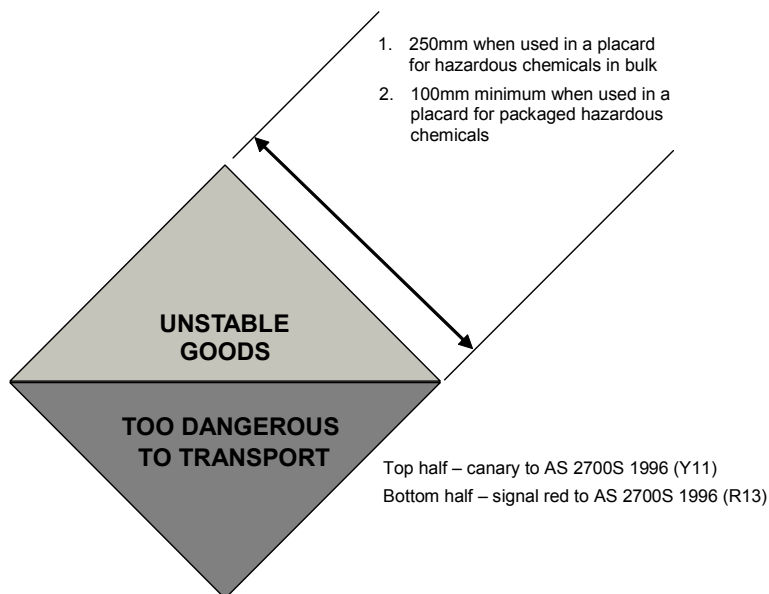 1. 250mm when used in a placard
for hazardous chemicals in bulk
2. 100mm minimum when used in a
placard for packaged hazardous
chemicals
UNSTABLE
GOODS
TOO DANGEROUS
TO TRANSPORT
Top half – canary to AS 2700S 1996 (Y11)
Bottom half – signal red to AS 2700S 1996 (R13)